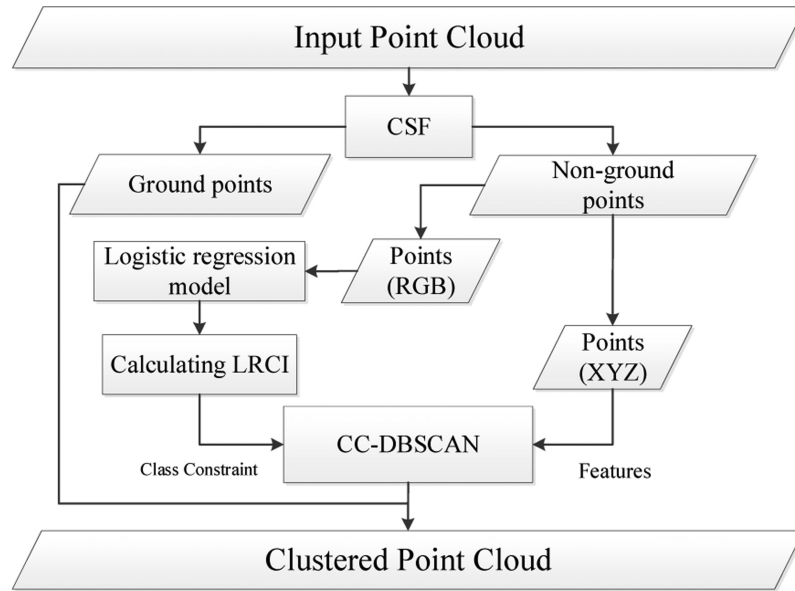 Input Point Cloud
CSF
Ground points
Non-ground
points
Logistic regression
model
Points
(RGB)
Calculating LRCI
Points
(XYZ)
CC-DBSCAN
Class Constraint
Features
Clustered Point Cloud